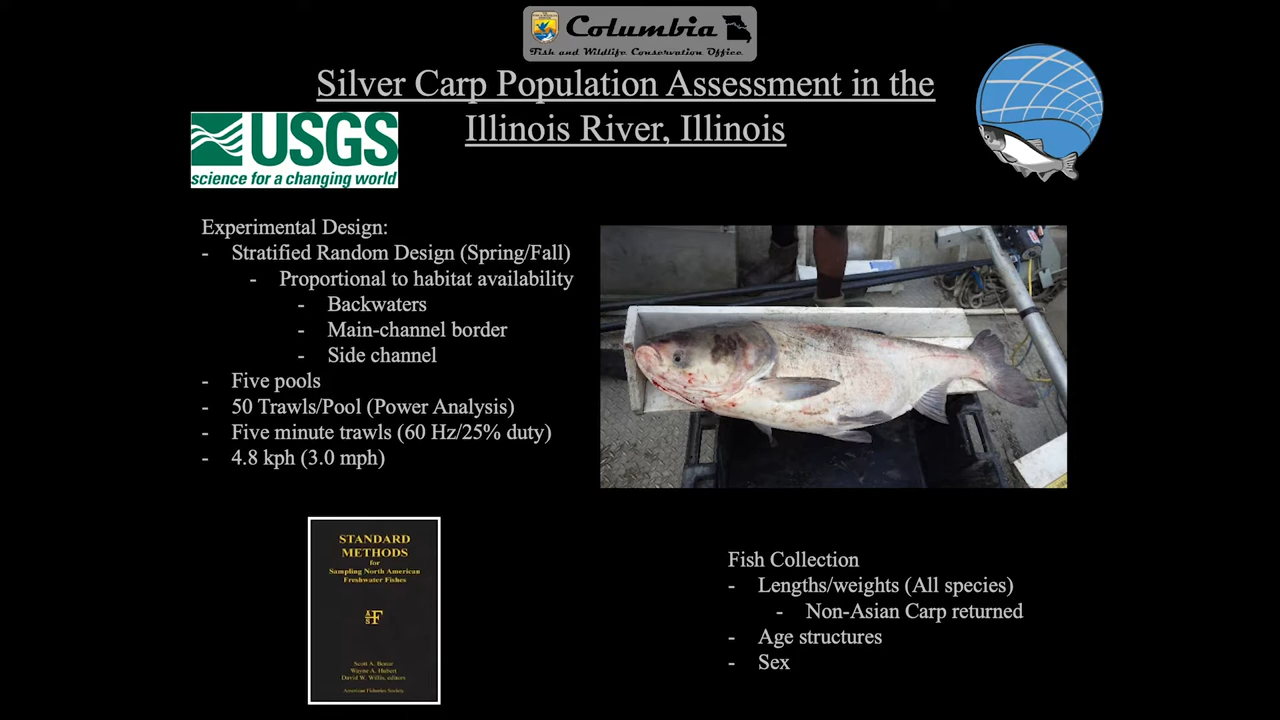 Columbia
Fish and Wildlife Conservation Office
Silver Carp Population Assessment in the
Illinois River, Illinois
USGS
science for a changing world
Experimental Design:
- Stratified Random Design (Spring/Fall)
- Proportional to habitat availability
- Backwaters
- Main-channel border
- Side channel
- Five pools
- 50 Trawls/Pool (Power Analysis)
- Five minute trawls (60 Hz/25% duty)
- 4.8 kph (3.0 mph)
STANDARD
METHODS
for
Sampling North American
Freshwater Fishes
Scott A. Bonar
Wayne A. Hubert
David W. Willis, editors
American Fisheries Society
Fish Collection
- Lengths/weights (All species)
- Non-Asian Carp returned
- Age structures
- Sex